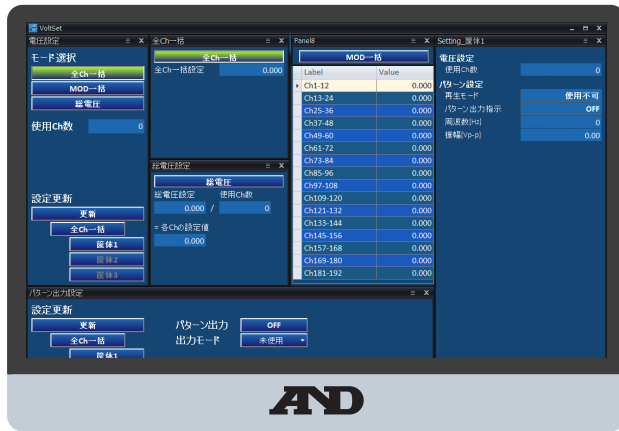 VoltSet
電圧設定
モード選択
全Ch一括
MOD一括
総電圧
使用Ch数 0
設定更新
更新
全Ch一括
筐体1
筐体2
筐体3
全Ch一括
全Ch一括
全Ch一括設定 0.000
総電圧設定
総電圧
総電圧設定 使用Ch数
0.000 / 0
= 各Chの設定値
0.000
Panel8
MOD一括
Label Value
Ch1-12 0.000
Ch13-24 0.000
Ch25-36 0.000
Ch37-48 0.000
Ch49-60 0.000
Ch61-72 0.000
Ch73-84 0.000
Ch85-96 0.000
Ch97-108 0.000
Ch109-120 0.000
Ch121-132 0.000
Ch133-144 0.000
Ch145-156 0.000
Ch157-168 0.000
Ch169-180 0.000
Ch181-192 0.000
Setting_筐体1
電圧設定
使用Ch数 0
パターン設定
再生モード 使用不可
パターン出力指示 OFF
周波数[Hz] 0
振幅[Vp-p] 0.00
パターン出力設定
設定更新
更新
全Ch一括
筐体1
パターン出力 OFF
出力モード 未使用
AND